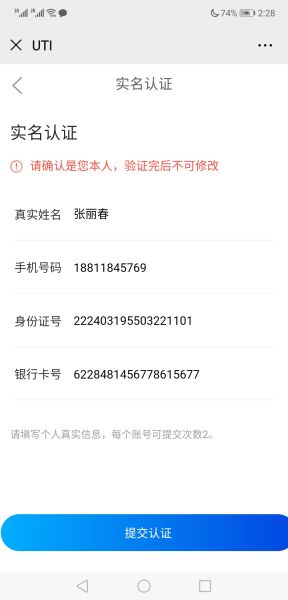 74% 2:28
UTI
实名认证
实名认证
请确认是您本人，验证完后不可修改
真实姓名 张丽春
手机号码 18811845769
身份证号 222403195503221101
银行卡号 6228481456778615677
请填写个人真实信息，每个账号可提交次数2。
提交认证